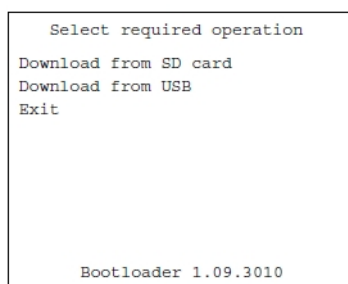 Select required operation
Download from SD card
Download from USB
Exit
Bootloader 1.09.3010